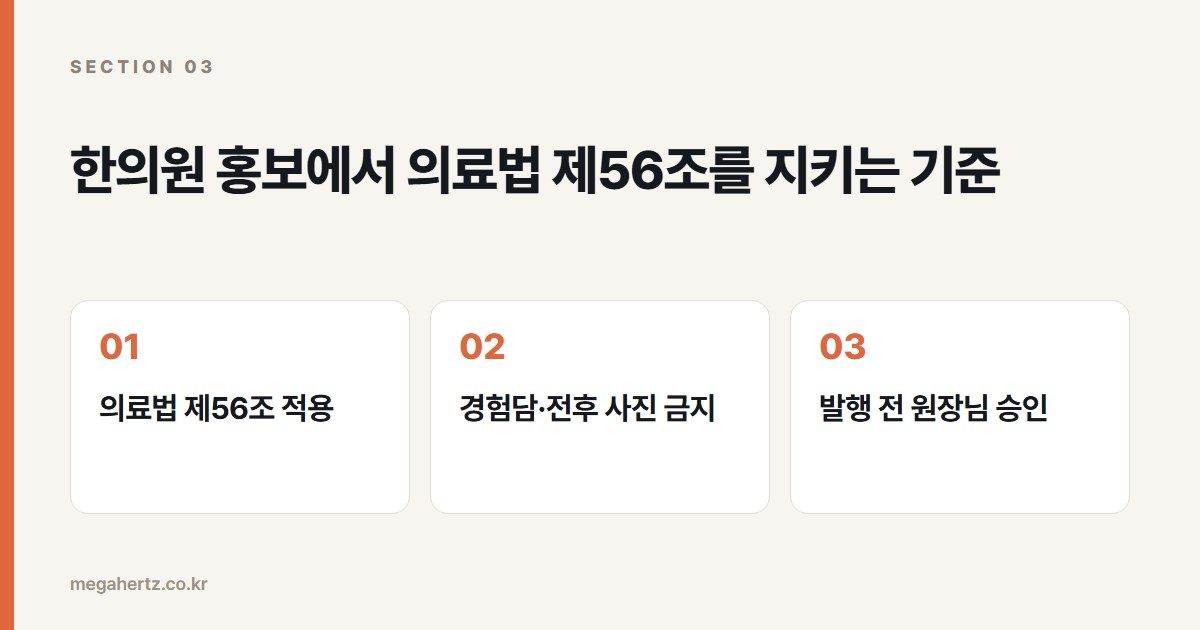 SECTION 03
한의원 홍보에서 의료법 제56조를 지키는 기준
01
의료법 제56조 적용
02
경험담·전후 사진 금지
03
발행 전 원장님 승인
megahertz.co.kr